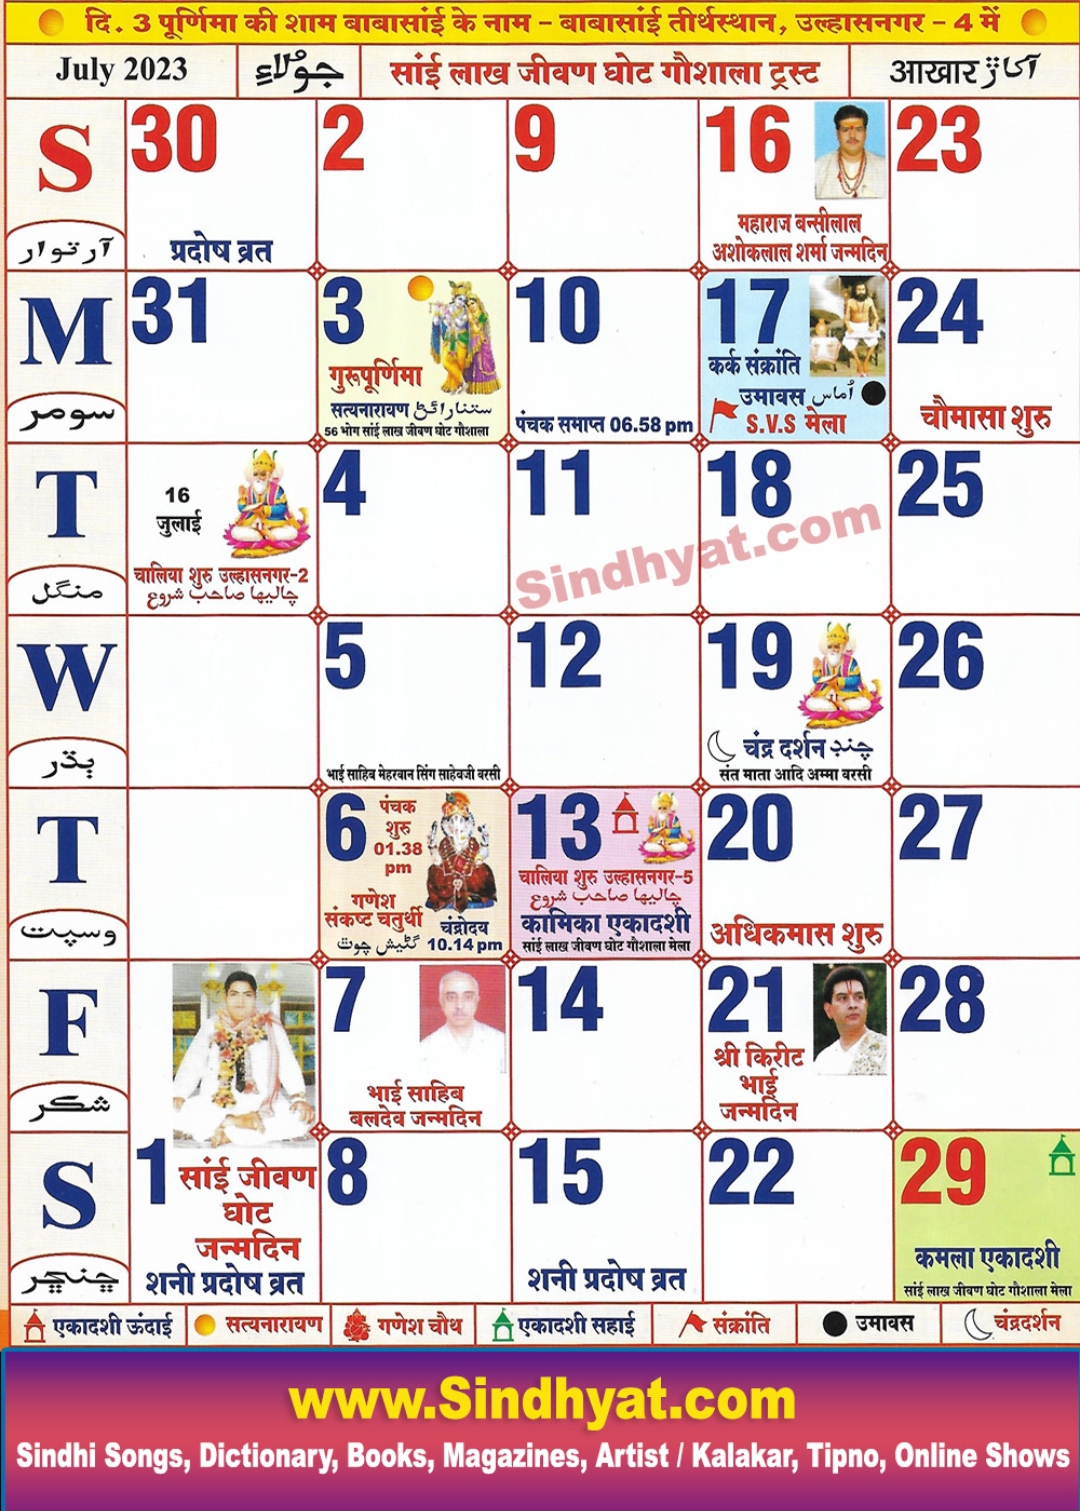 दि. 3 पूर्णिमा की शाम बाबासांई के नाम - बाबासांई तीर्थस्थान, उल्हासनगर - 4 में
July 2023 جولاءِ सांई लाख जीवण घोट गौशाला ट्रस्ट आखार آکاڙ
S 30 2 9 16 23
آرتوار
प्रदोष व्रत
महाराज बन्सीलाल
अशोकलाल शर्मा जन्मदिन
M 31 3 10 17 24
سومر
गुरूपूर्णिमा
सत्यनारायण
56 भोग सांई लाख जीवण घोट गौशाला
पंचक समाप्त 06.58 pm
कर्क संक्रांति
उमावस اُماس
S.V.S मेला
चौमासा शुरु
T 4 11 18 25
منگل
16
जुलाई
चालिया शुरु उल्हासनगर-2
چاليها صاحب شروع
Sindhyat.com
W 5 12 19 26
ٻڌر
भाई साहिब मेहरबान सिंग साहेबजी वरसी
चंद्र दर्शन چنڊ
संत माता आदि अम्मा वरसी
T 6 13 20 27
وسپت
पंचक
शुरु
01.38
pm
गणेश
संकष्ट चतुर्थी
گڻيش چوٿ
चंद्रोदय
10.14 pm
चालिया शुरु उल्हासनगर-5
چاليها صاحب شروع
कामिका एकादशी
सांई लाख जीवण घोट गौशाला मेला
अधिकमास शुरु
F 7 14 21 28
شڪر
भाई साहिब
बलदेव जन्मदिन
श्री किरीट
भाई
जन्मदिन
S 1 8 15 22 29
ڇنڇر
सांई जीवण
घोट
जन्मदिन
शनी प्रदोष व्रत
शनी प्रदोष व्रत
कमला एकादशी
सांई लाख जीवण घोट गौशाला मेला
एकादशी ऊंदाई सत्यनारायण गणेश चौथ एकादशी सहाई संक्रांति उमावस चंद्रदर्शन
www.Sindhyat.com
Sindhi Songs, Dictionary, Books, Magazines, Artist / Kalakar, Tipno, Online Shows